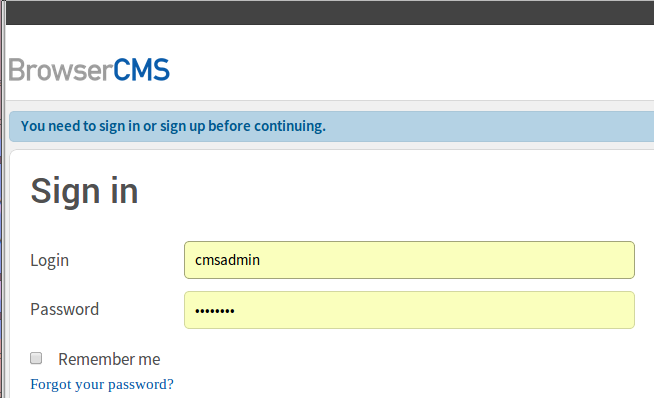 BrowserCMS
You need to sign in or sign up before continuing.
Sign in
Login cmsadmin
Password ••••••••
Remember me
Forgot your password?